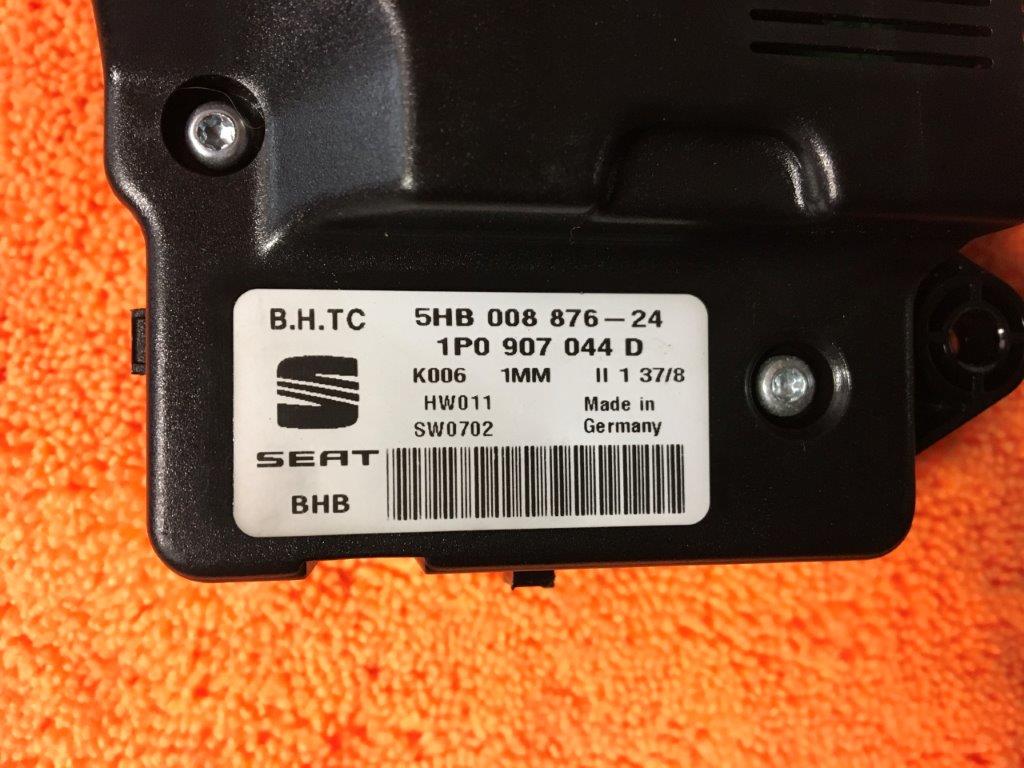 B.H.TC 5HB 008 876-24
1P0 907 044 D
K006 1MM II 1 37/8
HW011 Made in
SW0702 Germany
SEAT
BHB